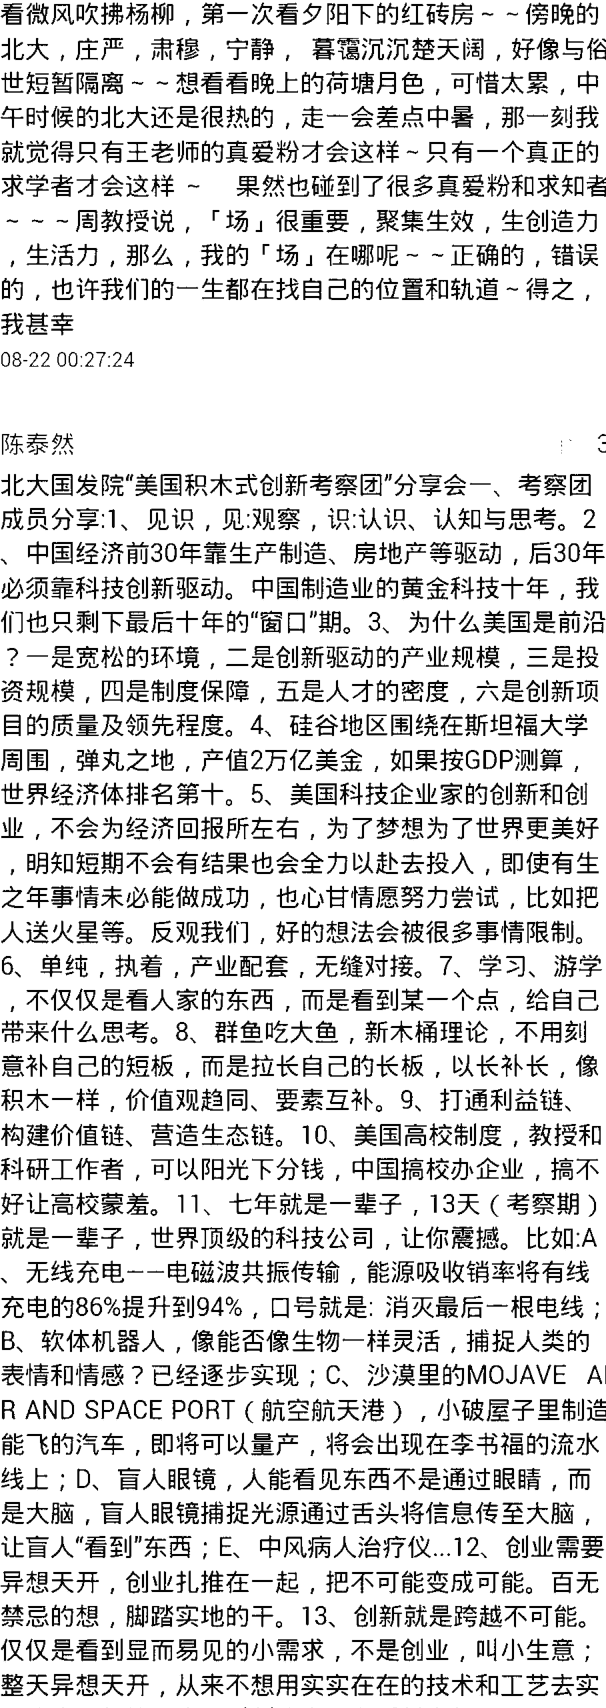 看微风吹拂杨柳，第一次看夕阳下的红砖房～～傍晚的
北大，庄严，肃穆，宁静， 暮霭沉沉楚天阔，好像与俗
世短暂隔离～～想看看晚上的荷塘月色，可惜太累，中
午时候的北大还是很热的，走一会差点中暑，那一刻我
就觉得只有王老师的真爱粉才会这样～只有一个真正的
求学者才会这样 ～ 果然也碰到了很多真爱粉和求知者
～～～周教授说，「场」很重要，聚集生效，生创造力
，生活力，那么，我的「场」在哪呢～～正确的，错误
的，也许我们的一生都在找自己的位置和轨道～得之，
我甚幸
08-22 00:27:24
陈泰然 3
北大国发院“美国积木式创新考察团”分享会一、考察团
成员分享:1、见识，见:观察，识:认识、认知与思考。2
、中国经济前30年靠生产制造、房地产等驱动，后30年
必须靠科技创新驱动。中国制造业的黄金科技十年，我
们也只剩下最后十年的“窗口”期。3、为什么美国是前沿
？一是宽松的环境，二是创新驱动的产业规模，三是投
资规模，四是制度保障，五是人才的密度，六是创新项
目的质量及领先程度。4、硅谷地区围绕在斯坦福大学
周围，弹丸之地，产值2万亿美金，如果按GDP测算，
世界经济体排名第十。5、美国科技企业家的创新和创
业，不会为经济回报所左右，为了梦想为了世界更美好
，明知短期不会有结果也会全力以赴去投入，即使有生
之年事情未必能做成功，也心甘情愿努力尝试，比如把
人送火星等。反观我们，好的想法会被很多事情限制。
6、单纯，执着，产业配套，无缝对接。7、学习、游学
，不仅仅是看人家的东西，而是看到某一个点，给自己
带来什么思考。8、群鱼吃大鱼，新木桶理论，不用刻
意补自己的短板，而是拉长自己的长板，以长补长，像
积木一样，价值观趋同、要素互补。9、打通利益链、
构建价值链、营造生态链。10、美国高校制度，教授和
科研工作者，可以阳光下分钱，中国搞校办企业，搞不
好让高校蒙羞。11、七年就是一辈子，13天（考察期）
就是一辈子，世界顶级的科技公司，让你震撼。比如:A
、无线充电——电磁波共振传输，能源吸收销率将有线
充电的86%提升到94%，口号就是: 消灭最后一根电线；
B、软体机器人，像能否像生物一样灵活，捕捉人类的
表情和情感？已经逐步实现；C、沙漠里的MOJAVE AI
R AND SPACE PORT（航空航天港），小破屋子里制造
能飞的汽车，即将可以量产，将会出现在李书福的流水
线上；D、盲人眼镜，人能看见东西不是通过眼睛，而
是大脑，盲人眼镜捕捉光源通过舌头将信息传至大脑，
让盲人“看到”东西；E、中风病人治疗仪...12、创业需要
异想天开，创业扎推在一起，把不可能变成可能。百无
禁忌的想，脚踏实地的干。13、创新就是跨越不可能。
仅仅是看到显而易见的小需求，不是创业，叫小生意；
整天异想天开，从来不想用实实在在的技术和工艺去实